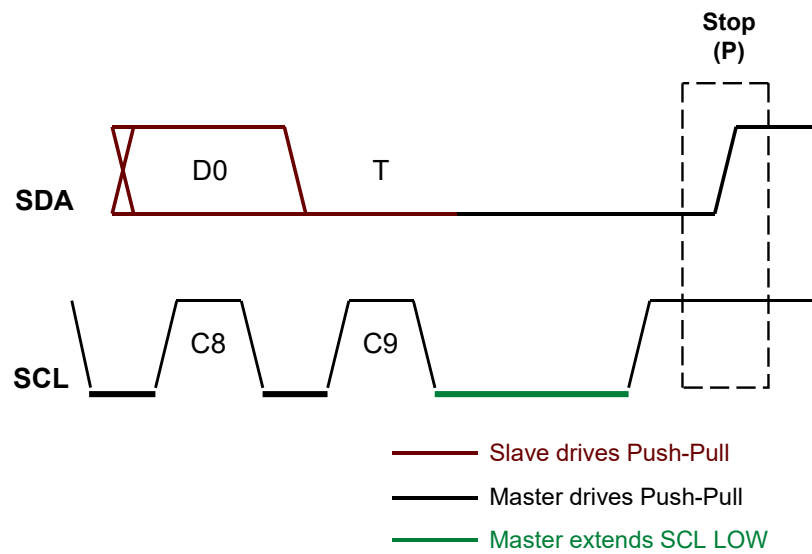 Stop
(P)
D0
T
SDA
C8
C9
SCL
Slave drives Push-Pull
Master drives Push-Pull
Master extends SCL LOW